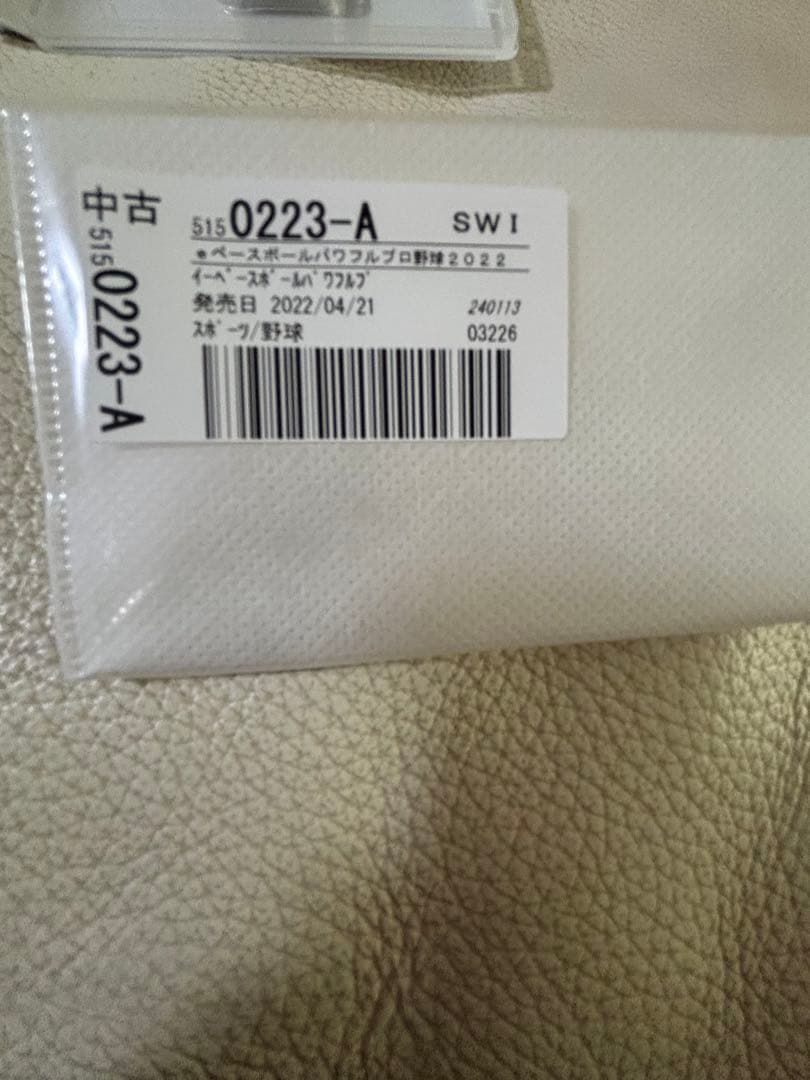 中古
515 0223-A
515 0223-A SWI
eベースボールパワフルプロ野球2022
ｲｰﾍﾞｰｽﾎﾞｰﾙﾊﾟﾜﾌﾙﾌﾟ
発売日 2022/04/21 240113
ｽﾎﾟｰﾂ/野球 03226